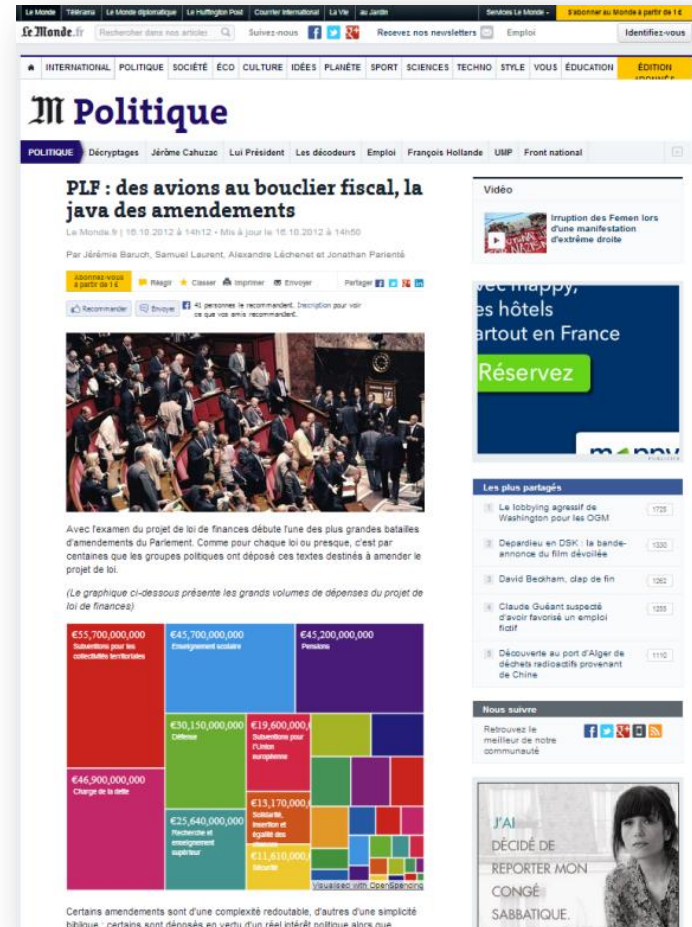 Le Monde Télérama Le Monde diplomatique Le Huffington Post Courrier international La Vie au Jardin Services Le Monde S'abonner au Monde à partir de 1 €
Le Monde.fr Rechercher dans nos articles Suivez-nous Recevez nos newsletters Emploi Identifiez-vous
INTERNATIONAL POLITIQUE SOCIÉTÉ ÉCO CULTURE IDÉES PLANÈTE SPORT SCIENCES TECHNO STYLE VOUS ÉDUCATION ÉDITION ABONNÉS
M Politique
POLITIQUE Décryptages Jérôme Cahuzac Lui Président Les décodeurs Emploi François Hollande UMP Front national
PLF : des avions au bouclier fiscal, la
java des amendements
Le Monde.fr | 16.10.2012 à 14h12 • Mis à jour le 16.10.2012 à 14h50
Par Jérémie Baruch, Samuel Laurent, Alexandre Léchenet et Jonathan Parienté
Abonnez-vous
à partir de 1 €
Réagir Classer Imprimer Envoyer Partager
Recommander Envoyer 41 personnes le recommandent. Inscription pour voir
ce que vos amis recommandent.
Avec l'examen du projet de loi de finances débute l'une des plus grandes batailles
d'amendements du Parlement. Comme pour chaque loi ou presque, c'est par
centaines que les groupes politiques ont déposé ces textes destinés à amender le
projet de loi.
(Le graphique ci-dessous présente les grands volumes de dépenses du projet de
loi de finances)
€55,700,000,000
Subventions pour les
collectivités territoriales
€45,700,000,000
Enseignement scolaire
€45,200,000,000
Pensions
€30,150,000,000
Défense
€19,600,000,
Subventions pour
l'Union
européenne
€46,900,000,000
Charge de la dette
€25,640,000,000
Recherche et
enseignement
supérieur
€13,170,000,
Solidarité,
insertion et
égalité des
chances
€11,610,000,
Sécurité
Visualised with OpenSpending
Certains amendements sont d'une complexité redoutable, d'autres d'une simplicité
biblique ; certains sont déposés en vertu d'un réel intérêt politique alors que
Vidéo
Irruption des Femen lors
d'une manifestation
d'extrême droite
avec mappy,
es hôtels
artout en France
Réservez
mappy
PUBLICITÉ
Les plus partagés
1 Le lobbying agressif de
Washington pour les OGM
1725
2 Depardieu en DSK : la bande-
annonce du film dévoilée
1330
3 David Beckham, clap de fin
1262
4 Claude Guéant suspecté
d'avoir favorisé un emploi
fictif
1255
5 Découverte au port d'Alger de
déchets radioactifs provenant
de Chine
1110
Nous suivre
Retrouvez le
meilleur de notre
communauté
J'AI
DÉCIDÉ DE
REPORTER MON
CONGÉ
SABBATIQUE.